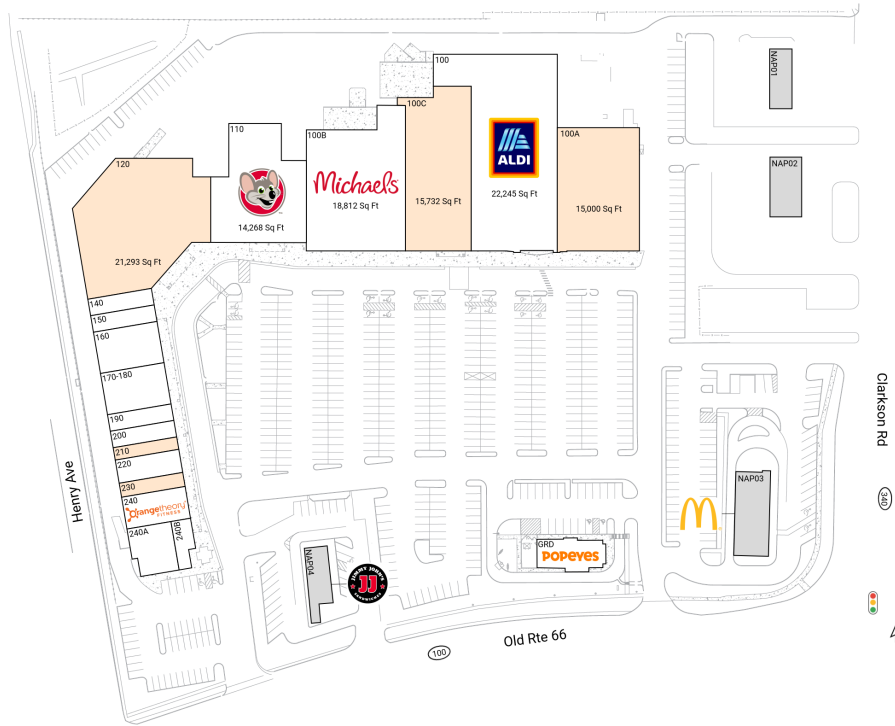 100
NAP01
100C
110
100B
100A
ALDI
120
NAP02
Michaels
18,812 Sq Ft
22,245 Sq Ft
15,732 Sq Ft
15,000 Sq Ft
14,268 Sq Ft
21,293 Sq Ft
140
150
160
170-180
190
200
210
220
230
240
Orangetheory
FITNESS
240A
240B
Henry Ave
Clarkson Rd
340
NAP03
GRD
POPEYES
NAP04
JIMMY JOHN'S
JJ
SANDWICHES
Old Rte 66
100